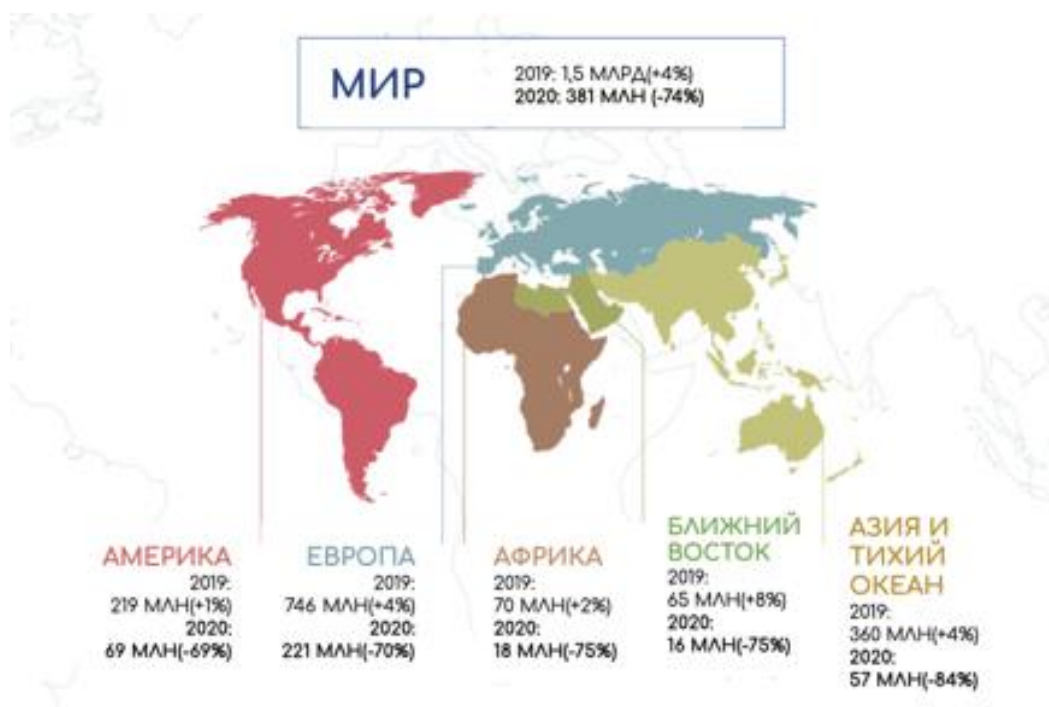 МИР
2019: 1,5 МЛРД(+4%)
2020: 381 МЛН (-74%)
АМЕРИКА
2019:
219 МЛН(+1%)
2020:
69 МЛН(-69%)
ЕВРОПА
2019:
746 МЛН(+4%)
2020:
221 МЛН(-70%)
АФРИКА
2019:
70 МЛН(+2%)
2020:
18 МЛН(-75%)
БЛИЖНИЙ
ВОСТОК
2019:
65 МЛН(+8%)
2020:
16 МЛН(-75%)
АЗИЯ И
ТИХИЙ
ОКЕАН
2019:
360 МЛН(+4%)
2020:
57 МЛН(-84%)